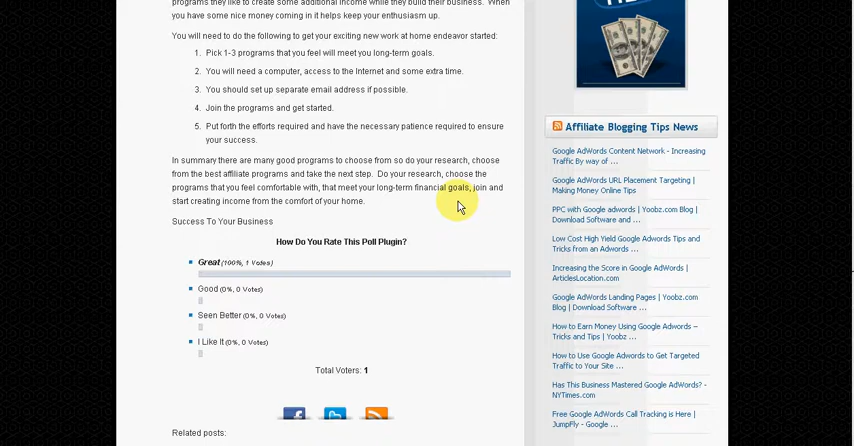 programs they like to create some additional income while they build their business. When
you have some nice money coming in it helps keep your enthusiasm up.
You will need to do the following to get your exciting new work at home endeavor started:
1. Pick 1-3 programs that you feel will meet you long-term goals.
2. You will need a computer, access to the Internet and some extra time.
3. You should set up separate email address if possible.
4. Join the programs and get started.
5. Put forth the efforts required and have the necessary patience required to ensure
your success.
In summary there are many good programs to choose from so do your research, choose
from the best affiliate programs and take the next step. Do your research, choose the
programs that you feel comfortable with, that meet your long-term financial goals, join and
start creating income from the comfort of your home.
Success To Your Business
How Do You Rate This Poll Plugin?
Great (100%, 1 Votes)
Good (0%, 0 Votes)
Seen Better (0%, 0 Votes)
I Like It (0%, 0 Votes)
Total Voters: 1
Related posts:
Affiliate Blogging Tips News
Google AdWords Content Network - Increasing
Traffic By way of ...
Google AdWords URL Placement Targeting |
Making Money Online Tips
PPC with Google adwords | Yoobz.com Blog |
Download Software and ...
Low Cost High Yield Google Adwords Tips and
Tricks from an Adwords ...
Increasing the Score in Google AdWords |
ArticlesLocation.com
Google AdWords Landing Pages | Yoobz.com
Blog | Download Software ...
How to Earn Money Using Google Adwords –
Tricks and Tips | Yoobz ...
How to Use Google Adwords to Get Targeted
Traffic to Your Site ...
Has This Business Mastered Google AdWords? -
NYTimes.com
Free Google AdWords Call Tracking is Here |
JumpFly - Google ...